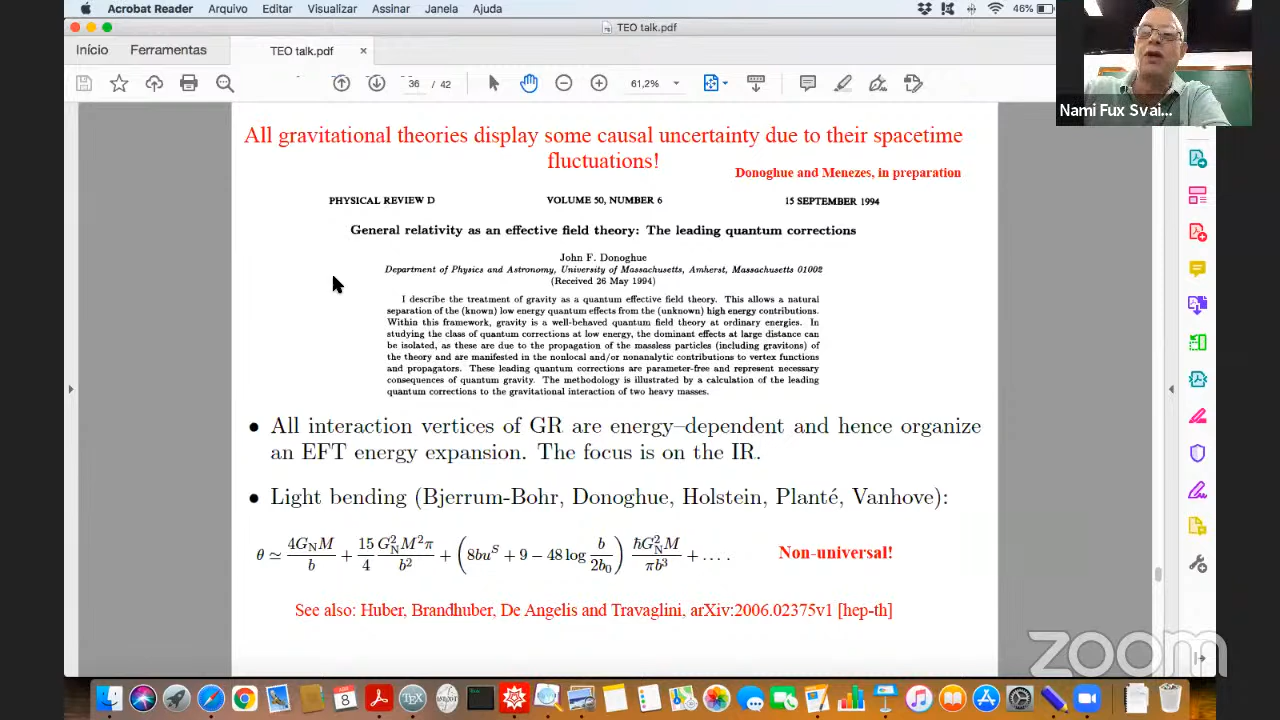 Acrobat Reader Arquivo Editar Visualizar Assinar Janela Ajuda 46%
TEO talk.pdf
Início Ferramentas TEO talk.pdf ×
36 / 42 61,2%
Nami Fux Svai...
All gravitational theories display some causal uncertainty due to their spacetime
fluctuations!
Donoghue and Menezes, in preparation
PHYSICAL REVIEW D VOLUME 50, NUMBER 6 15 SEPTEMBER 1994
General relativity as an effective field theory: The leading quantum corrections
John F. Donoghue
Department of Physics and Astronomy, University of Massachusetts, Amherst, Massachusetts 01002
(Received 26 May 1994)
I describe the treatment of gravity as a quantum effective field theory. This allows a natural
separation of the (known) low energy quantum effects from the (unknown) high energy contributions.
Within this framework, gravity is a well-behaved quantum field theory at ordinary energies. In
studying the class of quantum corrections at low energy, the dominant effects at large distance can
be isolated, as these are due to the propagation of the massless particles (including gravitons) of
the theory and are manifested in the nonlocal and/or nonanalytic contributions to vertex functions
and propagators. These leading quantum corrections are parameter-free and represent necessary
consequences of quantum gravity. The methodology is illustrated by a calculation of the leading
quantum corrections to the gravitational interaction of two heavy masses.
• All interaction vertices of GR are energy–dependent and hence organize
an EFT energy expansion. The focus is on the IR.
• Light bending (Bjerrum-Bohr, Donoghue, Holstein, Planté, Vanhove):
θ ≃ 4G_N M / b + 15/4 G_N^2 M^2 π / b^2 + (8bu^S + 9 − 48 log b / 2b_0) ħG_N^2 M / πb^3 + .... Non-universal!
See also: Huber, Brandhuber, De Angelis and Travaglini, arXiv:2006.02375v1 [hep-th]
zoom